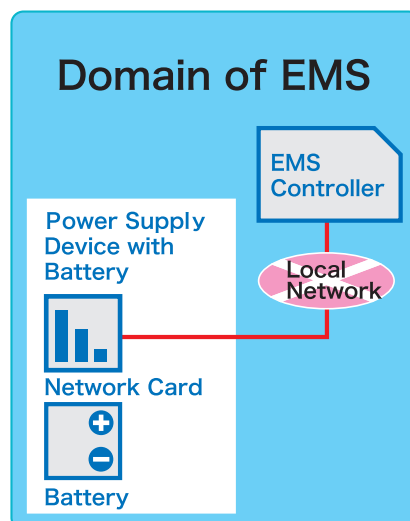 Domain of EMS
EMS
Controller
Power Supply
Device with
Battery
Local
Network
Network Card
Battery